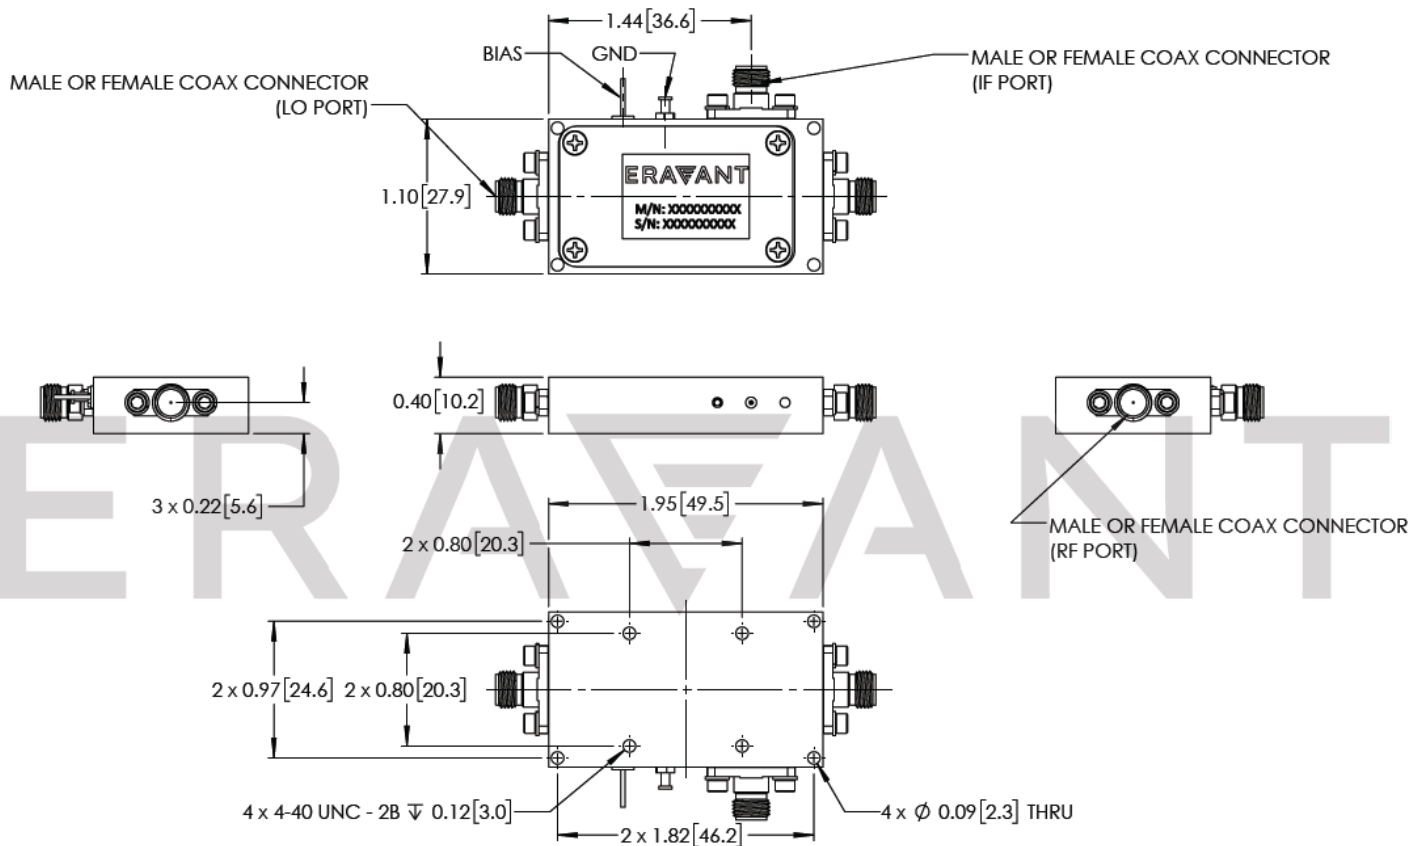 1.44[36.6]
BIAS
GND
MALE OR FEMALE COAX CONNECTOR
(IF PORT)
MALE OR FEMALE COAX CONNECTOR
(LO PORT)
1.10[27.9]
ERAVANT
M/N: XXXXXXXXXX
S/N: XXXXXXXXXX
0.40[10.2]
3 x 0.22[5.6]
ERAVANT
MALE OR FEMALE COAX CONNECTOR
(RF PORT)
1.95[49.5]
2 x 0.80[20.3]
2 x 0.97[24.6]
2 x 0.80[20.3]
4 x 4-40 UNC - 2B ↧ 0.12[3.0]
4 x ∅ 0.09[2.3] THRU
2 x 1.82[46.2]